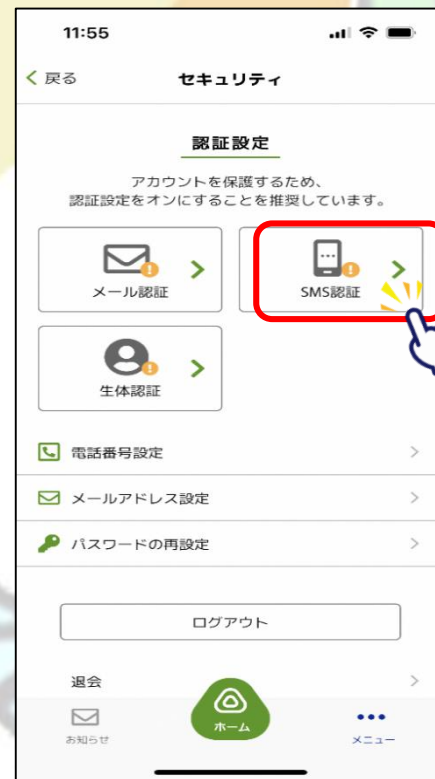 11:55
戻る
セキュリティ
認証設定
アカウントを保護するため、
認証設定をオンにすることを推奨しています。
メール認証
SMS認証
生体認証
電話番号設定
メールアドレス設定
パスワードの再設定
ログアウト
退会
お知らせ
ホーム
メニュー